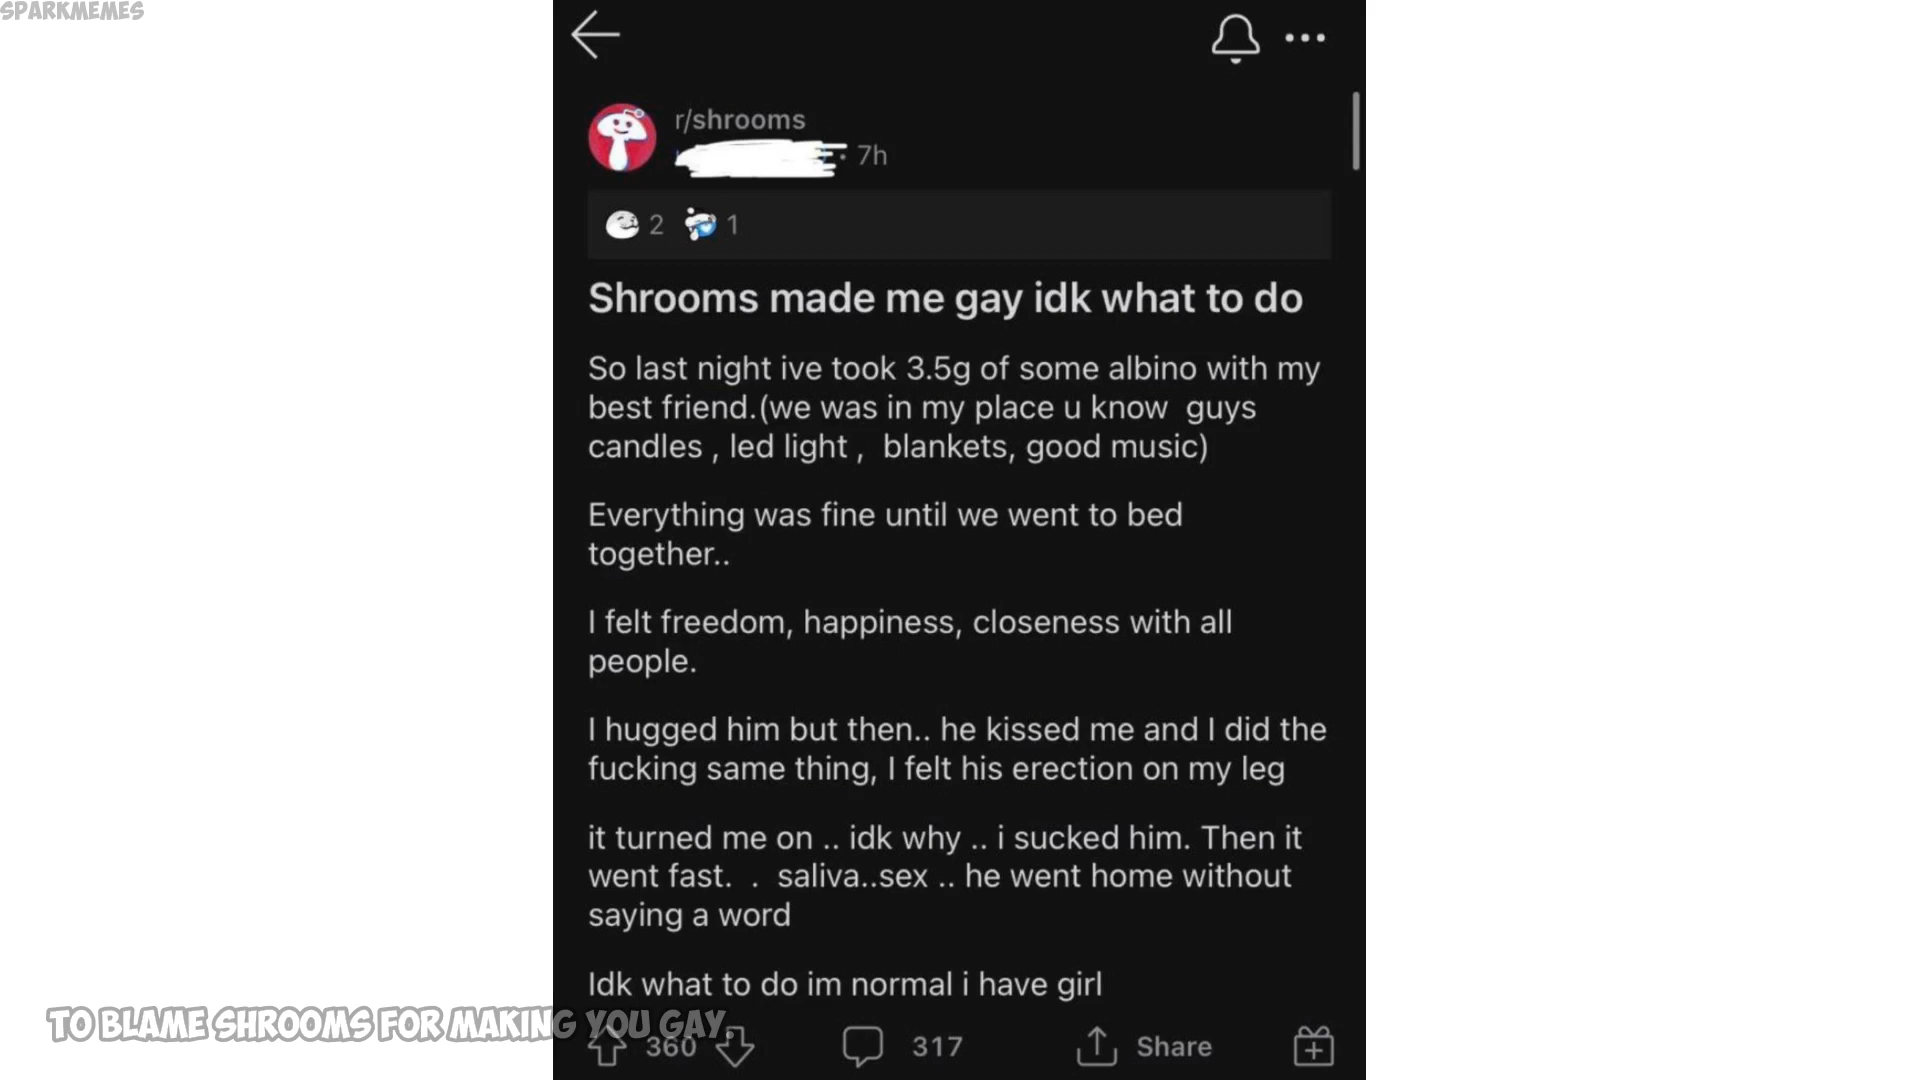 SPARKMEMES
r/shrooms
· 7h
2 1
Shrooms made me gay idk what to do
So last night ive took 3.5g of some albino with my
best friend.(we was in my place u know guys
candles , led light , blankets, good music)
Everything was fine until we went to bed
together..
I felt freedom, happiness, closeness with all
people.
I hugged him but then.. he kissed me and I did the
fucking same thing, I felt his erection on my leg
it turned me on .. idk why .. i sucked him. Then it
went fast. . saliva..sex .. he went home without
saying a word
Idk what to do im normal i have girl
TO BLAME SHROOMS FOR MAKING YOU GAY.
360 317 Share